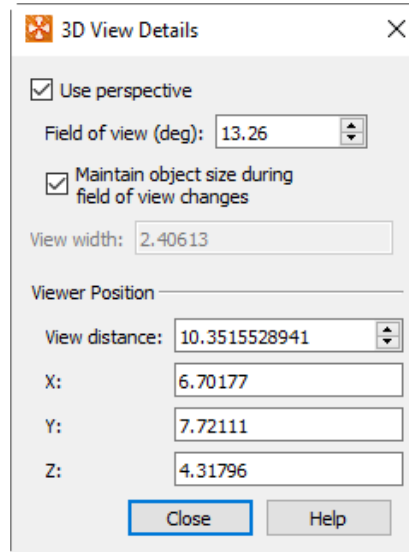 3D View Details
Use perspective
Field of view (deg): 13.26
Maintain object size during
field of view changes
View width: 2.40613
Viewer Position
View distance: 10.3515528941
X: 6.70177
Y: 7.72111
Z: 4.31796
Close Help